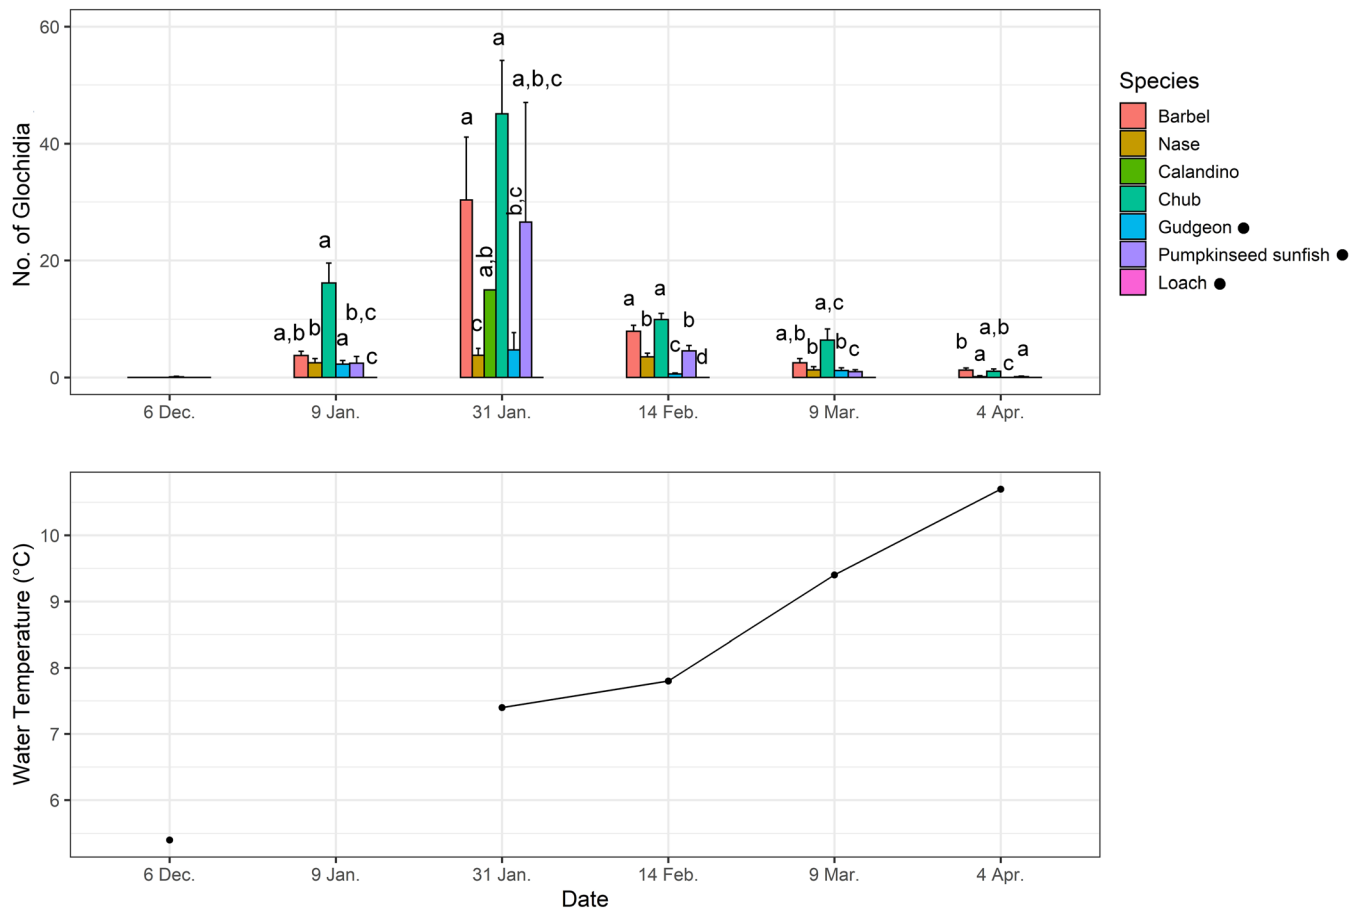 60
40
20
0
No. of Glochidia
a,b
b
a
a
b,c
c
a
c
a,b
a
b,c
a,b,c
a
b
a
c
b
d
a,b
b
a,c
b
c
b
a
a,b
c
a
6 Dec.
9 Jan.
31 Jan.
14 Feb.
9 Mar.
4 Apr.
Species
Barbel
Nase
Calandino
Chub
Gudgeon ●
Pumpkinseed sunfish ●
Loach ●
10
9
8
7
6
Water Temperature (°C)
6 Dec.
9 Jan.
31 Jan.
14 Feb.
9 Mar.
4 Apr.
Date